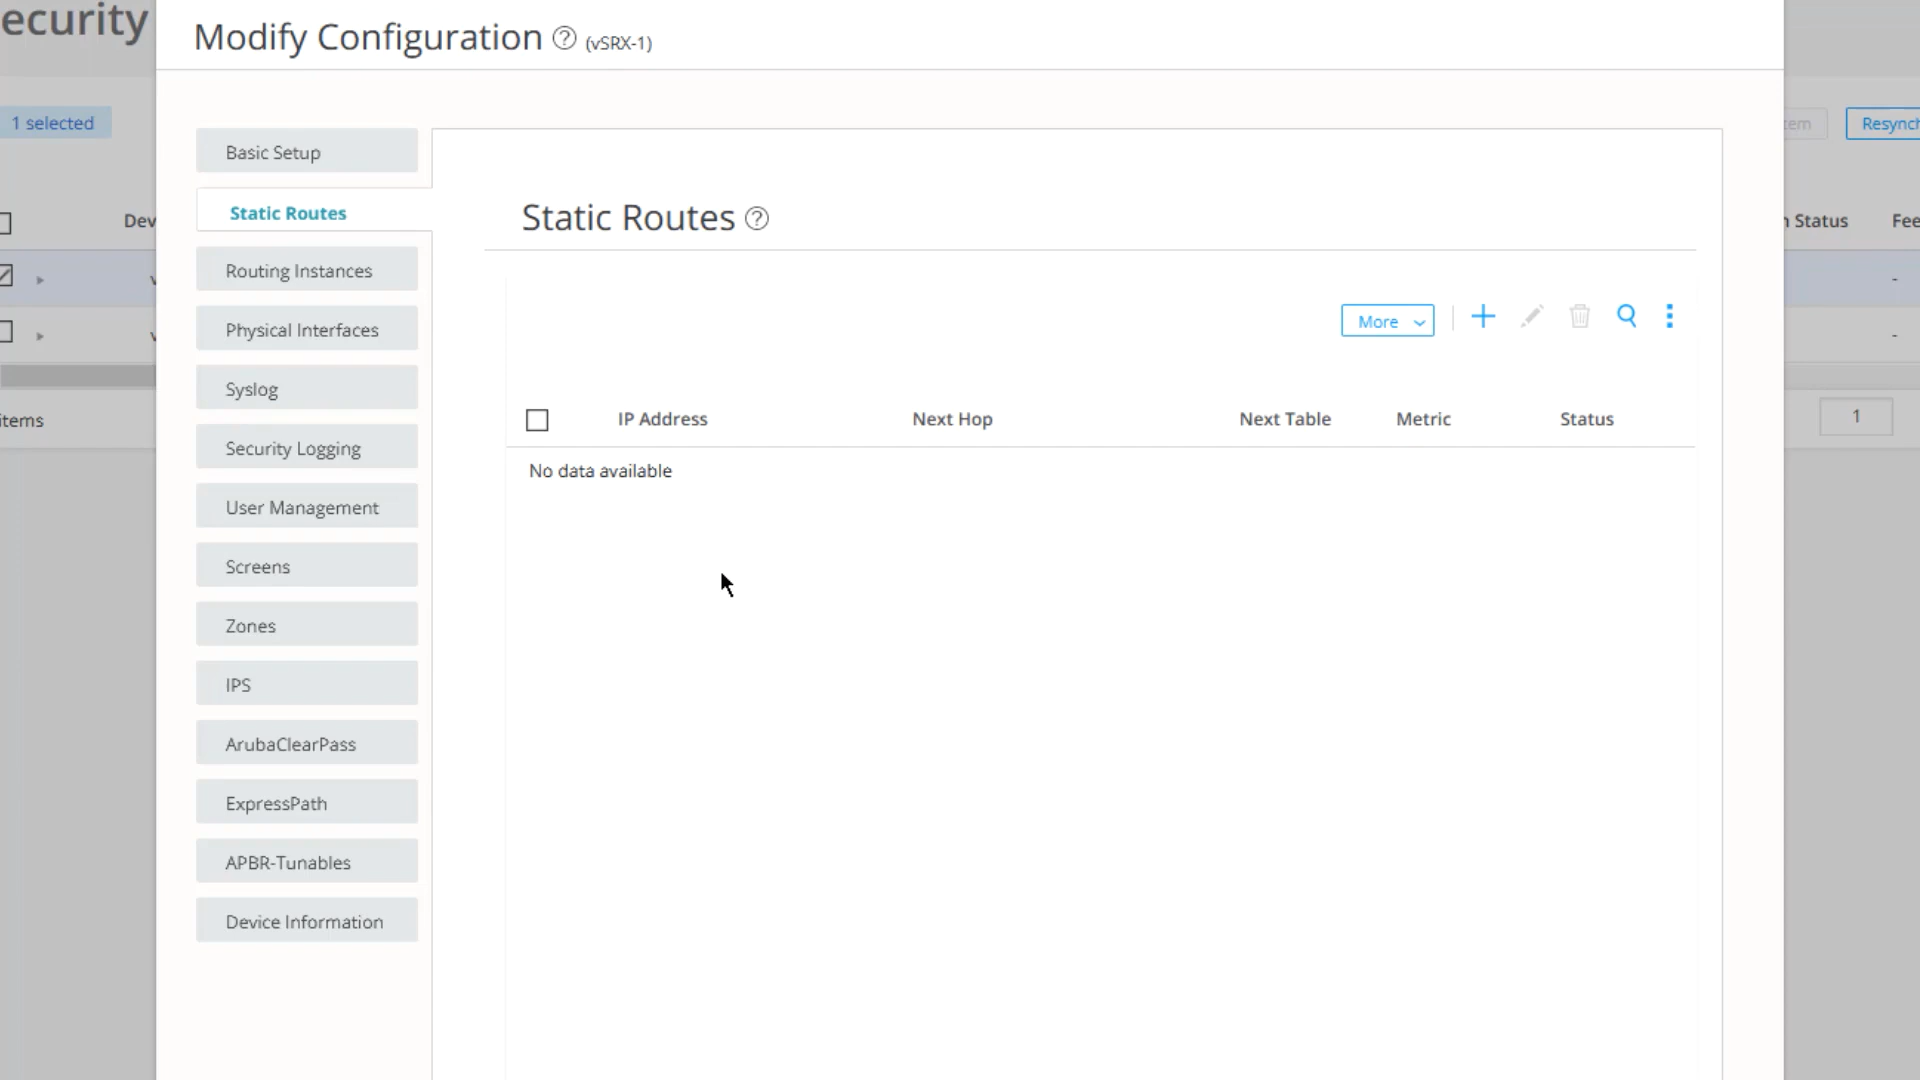 ecurity
Modify Configuration ? (vSRX-1)
1 selected
Resynch
Basic Setup
Static Routes
Routing Instances
Physical Interfaces
Syslog
Security Logging
User Management
Screens
Zones
IPS
ArubaClearPass
ExpressPath
APBR-Tunables
Device Information
Static Routes ?
More
IP Address Next Hop Next Table Metric Status
No data available
Dev
Status Fee
-
-
items
1